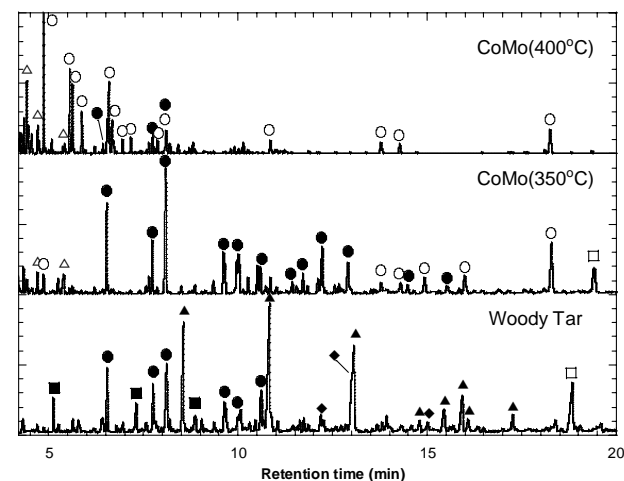 CoMo(400°C)
CoMo(350°C)
Woody Tar
5 10 15 20
Retention time (min)